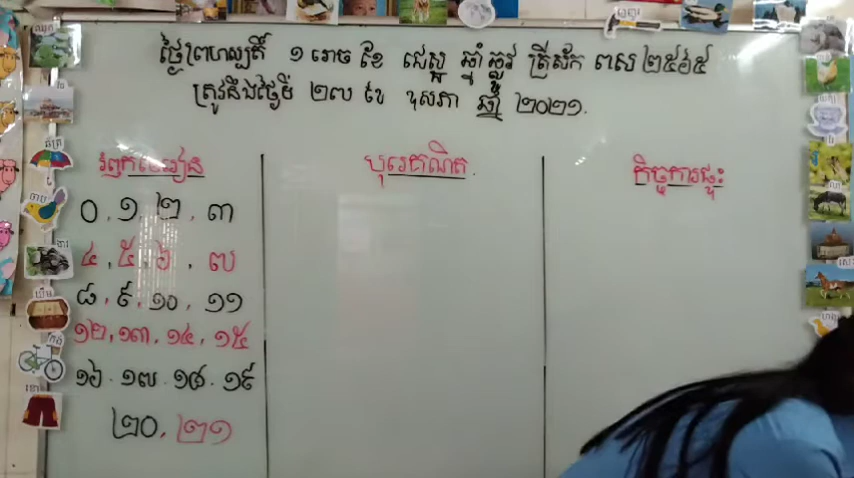 ថ្ងៃព្រហស្បតិ៍ ១ រោច ខែ ជេស្ឋ ឆ្នាំ ឆ្លូវ ត្រីស័ក ពស ២៥៦៥
ត្រូវនឹងថ្ងៃទី ២៧ ខែ ឧសភា ឆ្នាំ ២០២១.
រំឭកមេរៀន
០. ១. ២. ៣
៤. ៥. ៦. ៧
៨. ៩. ១០. ១១
១២. ១៣. ១៤. ១៥
១៦. ១៧. ១៨. ១៩
២០. ២១
បុរេគណិត.
កិច្ចការផ្ទះ